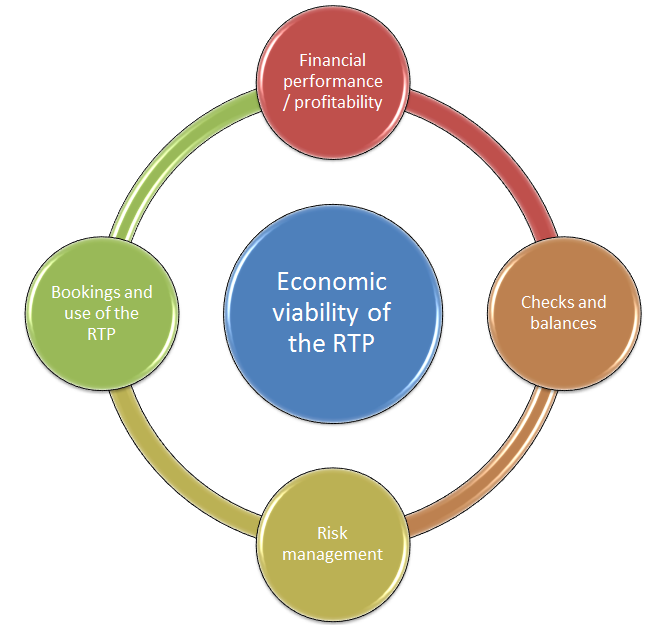 Financial
performance
/ profitability
Economic
viability of
the RTP
Bookings and
use of the
RTP
Checks and
balances
Risk
management